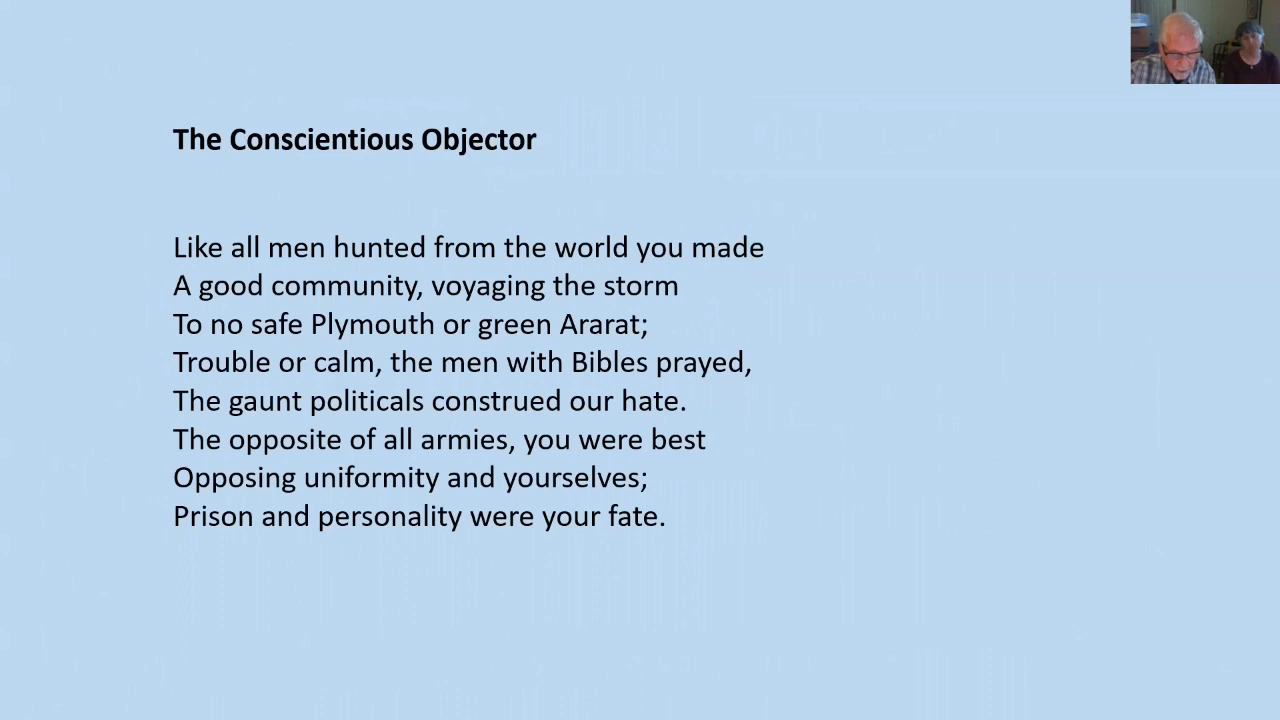 The Conscientious Objector
Like all men hunted from the world you made
A good community, voyaging the storm
To no safe Plymouth or green Ararat;
Trouble or calm, the men with Bibles prayed,
The gaunt politicals construed our hate.
The opposite of all armies, you were best
Opposing uniformity and yourselves;
Prison and personality were your fate.